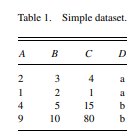 Table 1. Simple dataset.
A B C D
2 3 4 a
1 2 1 a
4 5 15 b
9 10 80 b